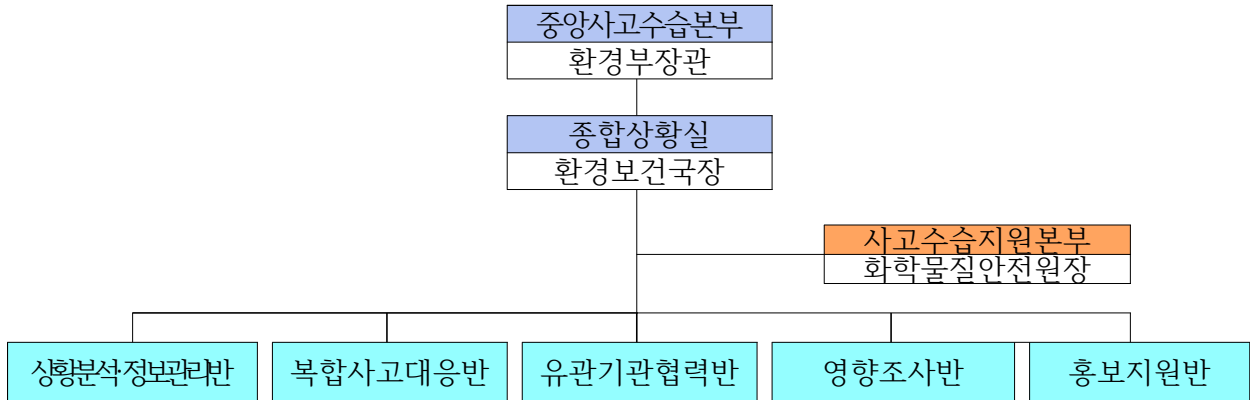 중앙사고수습본부
환경부장관
종합상황실
환경보건국장
사고수습지원본부
화학물질안전원장
상황분석·정보관리반
복합사고대응반
유관기관협력반
영향조사반
홍보지원반